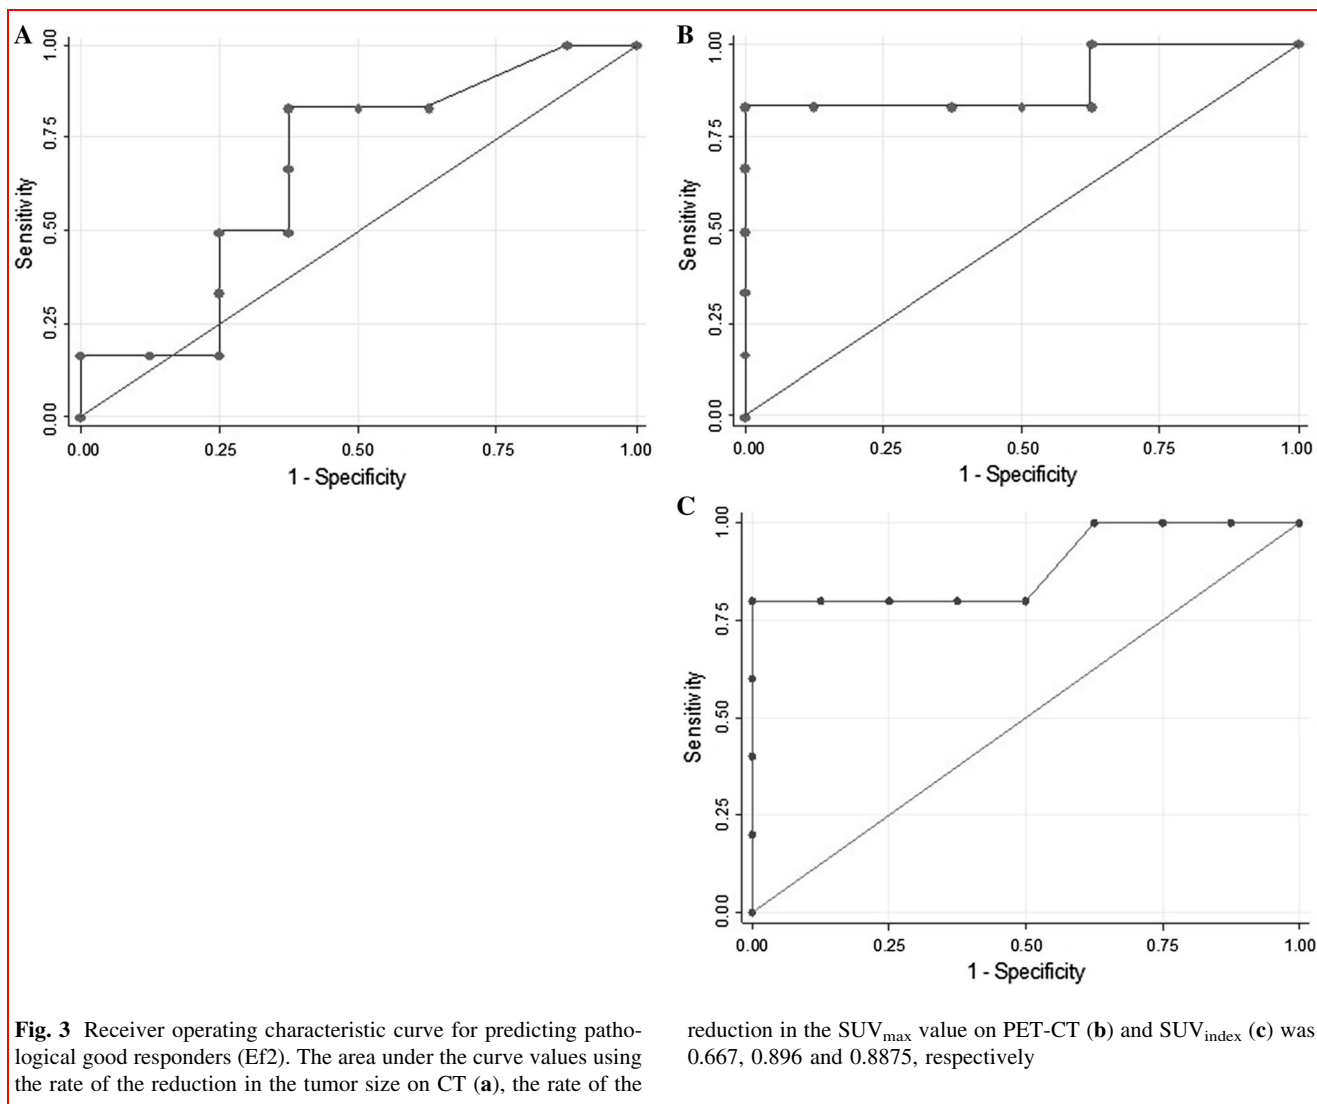 A
1.00
0.75
0.50
0.25
0.00
Sensitivity
0.00 0.25 0.50 0.75 1.00
1 - Specificity
B
1.00
0.75
0.50
0.25
0.00
Sensitivity
0.00 0.25 0.50 0.75 1.00
1 - Specificity
C
1.00
0.75
0.50
0.25
0.00
Sensitivity
0.00 0.25 0.50 0.75 1.00
1 - Specificity
Fig. 3 Receiver operating characteristic curve for predicting patho-
logical good responders (Ef2). The area under the curve values using
the rate of the reduction in the tumor size on CT (a), the rate of the
reduction in the SUVmax value on PET-CT (b) and SUVindex (c) was
0.667, 0.896 and 0.8875, respectively